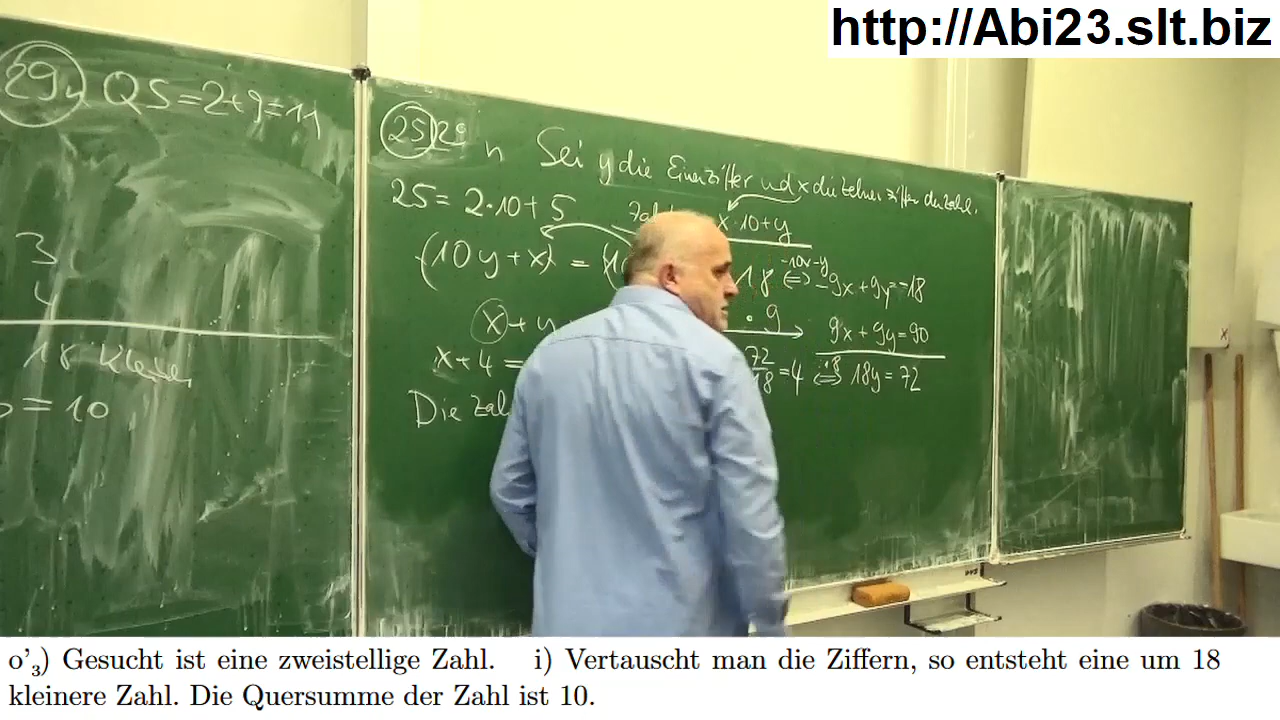 http://Abi23.slt.biz
29 QS = 2+9 = 11
3
4
18 kleiner
= 10
25 29 n Sei y die Einerziffer und x die Zehnerziffer der Zahl.
25 = 2·10+5 x·10+y
(10y+x) = 18 ⇔ -9x+9y=-18
-10x-y
x + y ·9 9x+9y=90
x+4 = 72/18 = 4 ⇔ 18y = 72
:18
Die Zahl
o'₃) Gesucht ist eine zweistellige Zahl. i) Vertauscht man die Ziffern, so entsteht eine um 18
kleinere Zahl. Die Quersumme der Zahl ist 10.